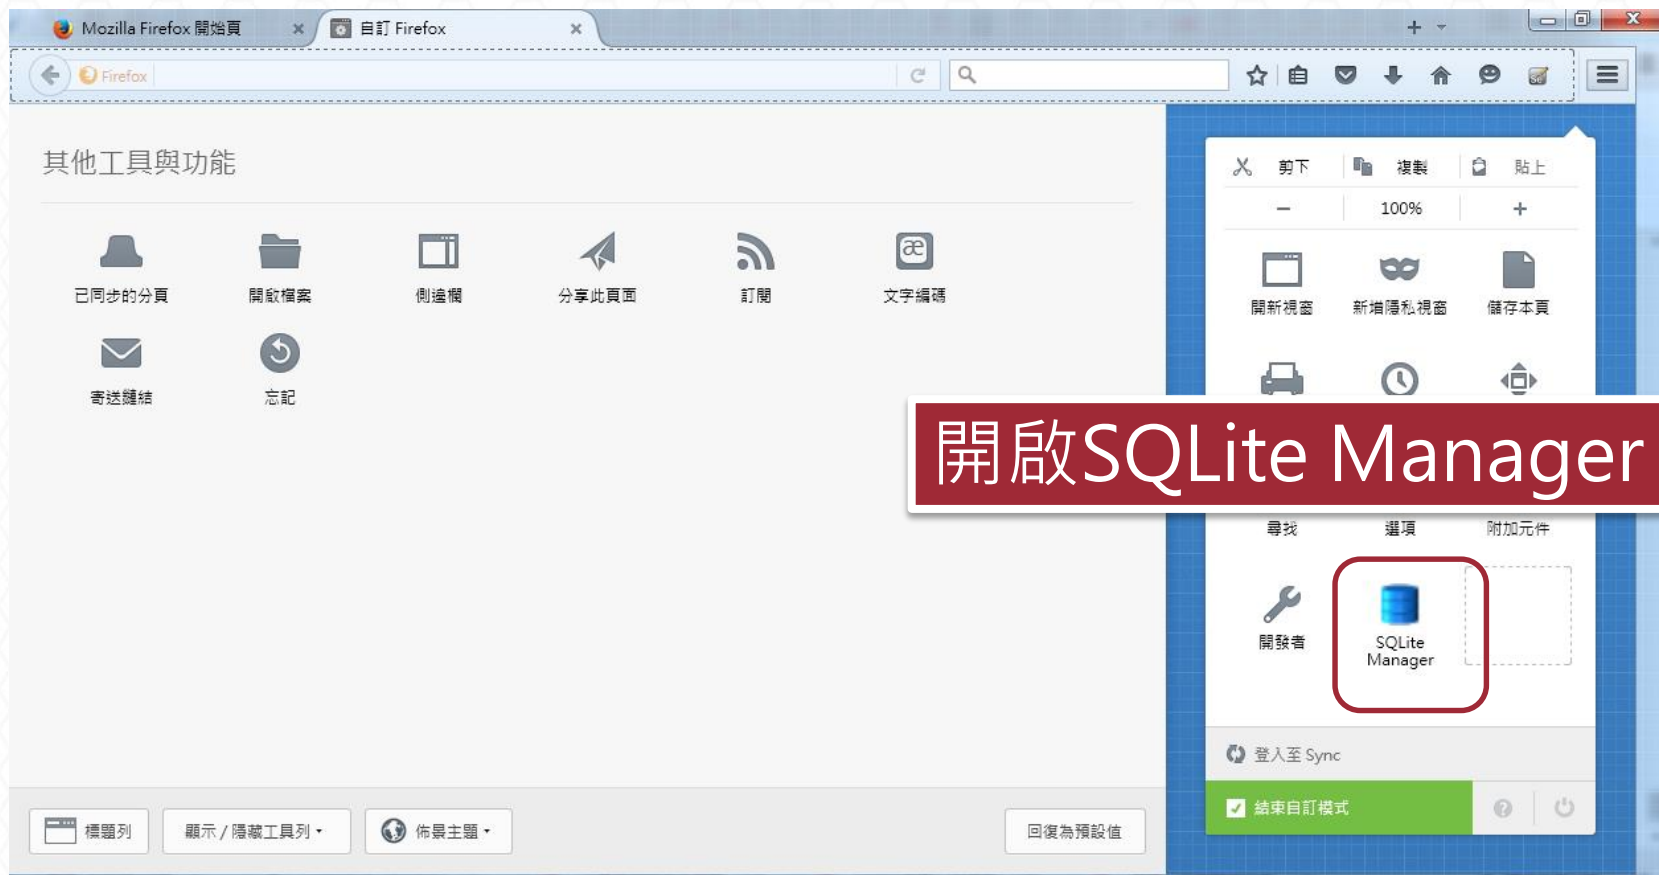 Mozilla Firefox 開始頁
自訂 Firefox
Firefox
其他工具與功能
已同步的分頁
開啟檔案
側邊欄
分享此頁面
訂閱
文字編碼
寄送鏈結
忘記
剪下
複製
貼上
100%
開新視窗
新增隱私視窗
儲存本頁
開啟SQLite Manager
尋找
選項
附加元件
開發者
SQLite
Manager
登入至 Sync
結束自訂模式
標題列
顯示 / 隱藏工具列
佈景主題
回復為預設值